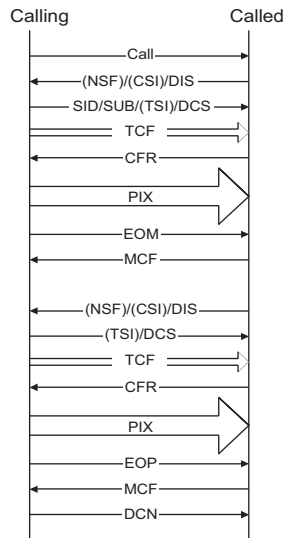 Calling Called
Call
(NSF)/(CSI)/DIS
SID/SUB/(TSI)/DCS
TCF
CFR
PIX
EOM
MCF
(NSF)/(CSI)/DIS
(TSI)/DCS
TCF
CFR
PIX
EOP
MCF
DCN